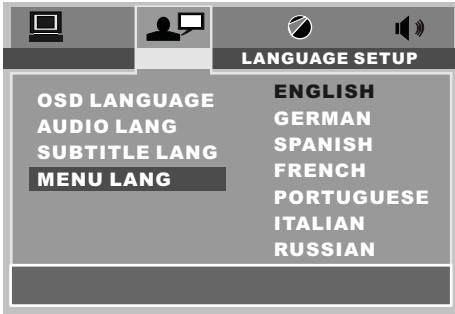 LANGUAGE SETUP
OSD LANGUAGE
AUDIO LANG
SUBTITLE LANG
MENU LANG
ENGLISH
GERMAN
SPANISH
FRENCH
PORTUGUESE
ITALIAN
RUSSIAN